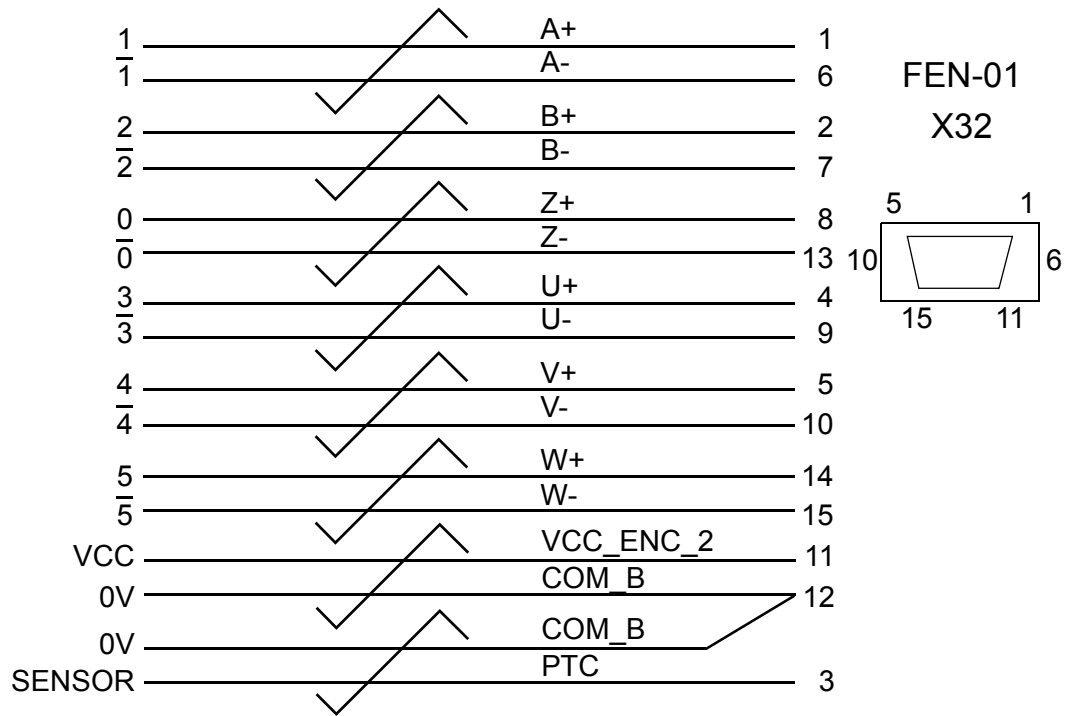 1 A+ 1
1̅ A- 6
2 B+ 2
2̅ B- 7
0 Z+ 8
0̅ Z- 13
3 U+ 4
3̅ U- 9
4 V+ 5
4̅ V- 10
5 W+ 14
5̅ W- 15
VCC VCC_ENC_2 11
0V COM_B 12
0V COM_B
SENSOR PTC 3
FEN-01
X32
5 1
10 6
15 11